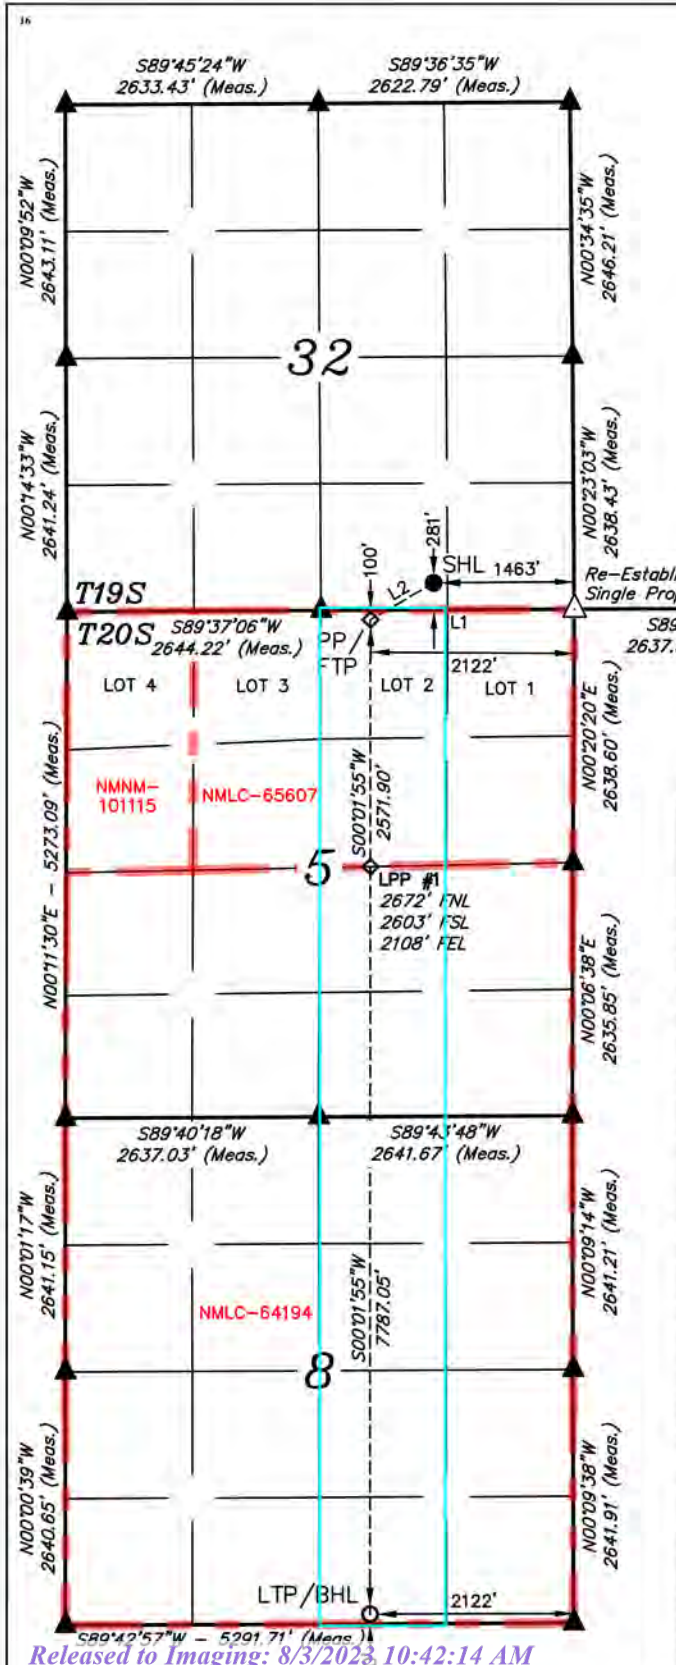 16
S89°45'24"W
2633.43' (Meas.)
S89°36'35"W
2622.79' (Meas.)
N00°09'52"W
2643.11' (Meas.)
N00°34'35"W
2646.21' (Meas.)
32
N00°14'33"W
2641.24' (Meas.)
N00°23'03"W
2638.43' (Meas.)
281'
100'
SHL 1463'
L2
Re-Establi
Single Prop
T19S
T20S
S89°37'06"W
2644.22' (Meas.)
PP/
FTP
L1
S89
2637.
2122'
LOT 4
LOT 3
LOT 2
LOT 1
N00°20'20"E
2638.60' (Meas.)
S00°01'55"W
2571.90'
NMNM-
101115
NMLC-65607
N00°11'30"E - 5273.09' (Meas.)
5
LPP #1
2672' FNL
2603' FSL
2108' FEL
N00°06'38"E
2635.85' (Meas.)
S89°40'18"W
2637.03' (Meas.)
S89°43'48"W
2641.67' (Meas.)
N00°01'17"W
2641.15' (Meas.)
N00°09'14"W
2641.21' (Meas.)
S00°01'55"W
7787.05'
NMLC-64194
8
N00°00'39"W
2640.65' (Meas.)
N00°09'38"W
2641.91' (Meas.)
LTP/BHL
2122'
S89°42'57"W - 5291.71' (Meas.)
Released to Imaging: 8/3/2023 10:42:14 AM